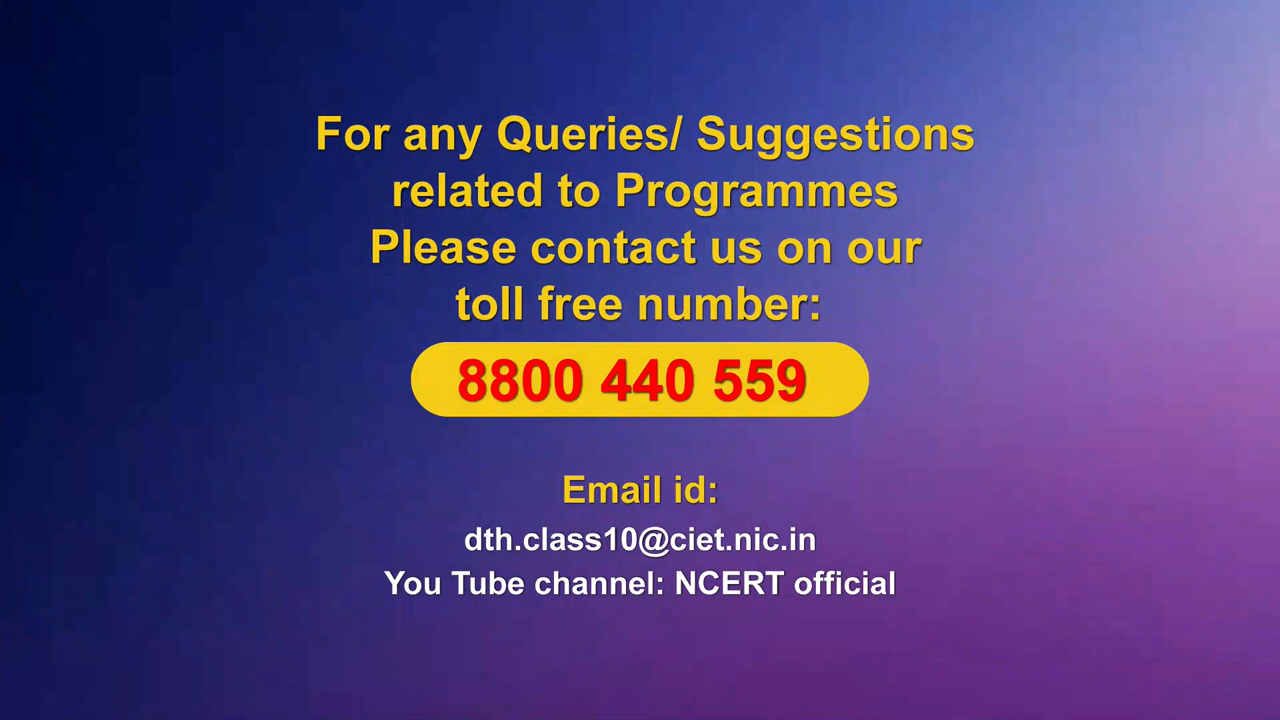 For any Queries/ Suggestions
related to Programmes
Please contact us on our
toll free number:
8800 440 559
Email id:
dth.class10@ciet.nic.in
You Tube channel: NCERT official